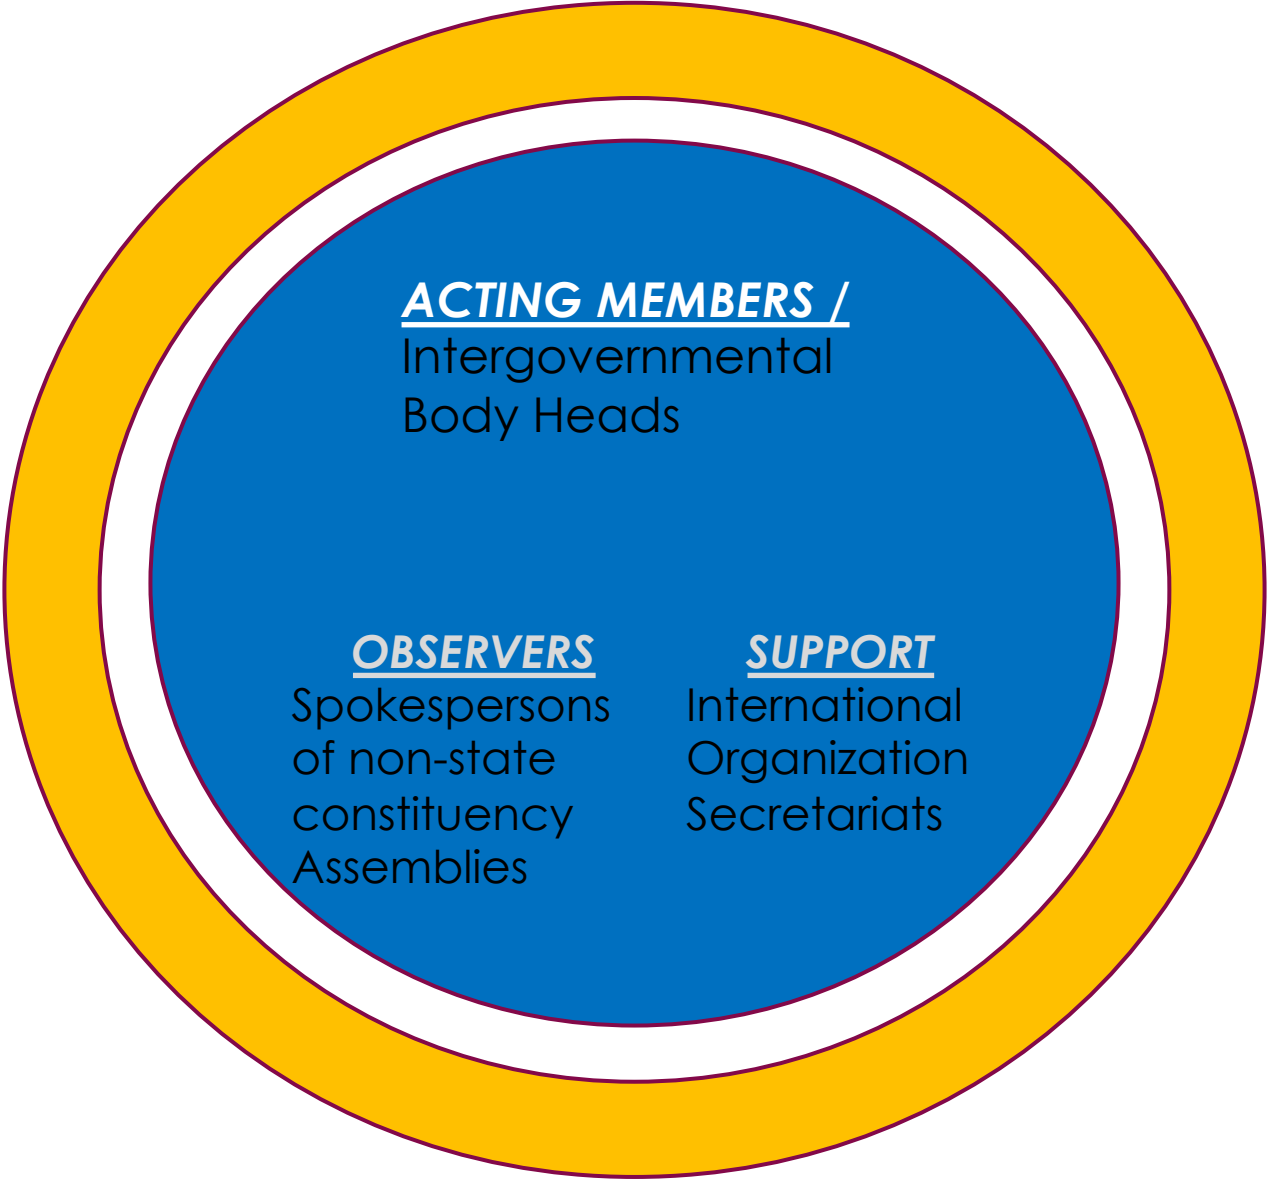 ACTING MEMBERS /
Intergovernmental
Body Heads
OBSERVERS
Spokespersons
of non-state
constituency
Assemblies
SUPPORT
International
Organization
Secretariats